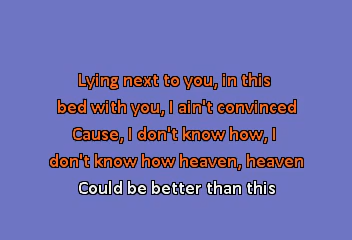 Lying next to you, in this
bed with you, I ain't convinced
Cause, I don't know how, I
don't know how heaven, heaven
Could be better than this